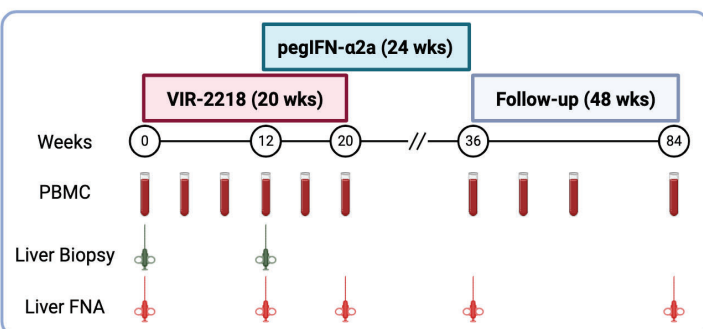 pegIFN-α2a (24 wks)
VIR-2218 (20 wks)
Follow-up (48 wks)
Weeks 0 12 20 // 36 84
PBMC
Liver Biopsy
Liver FNA